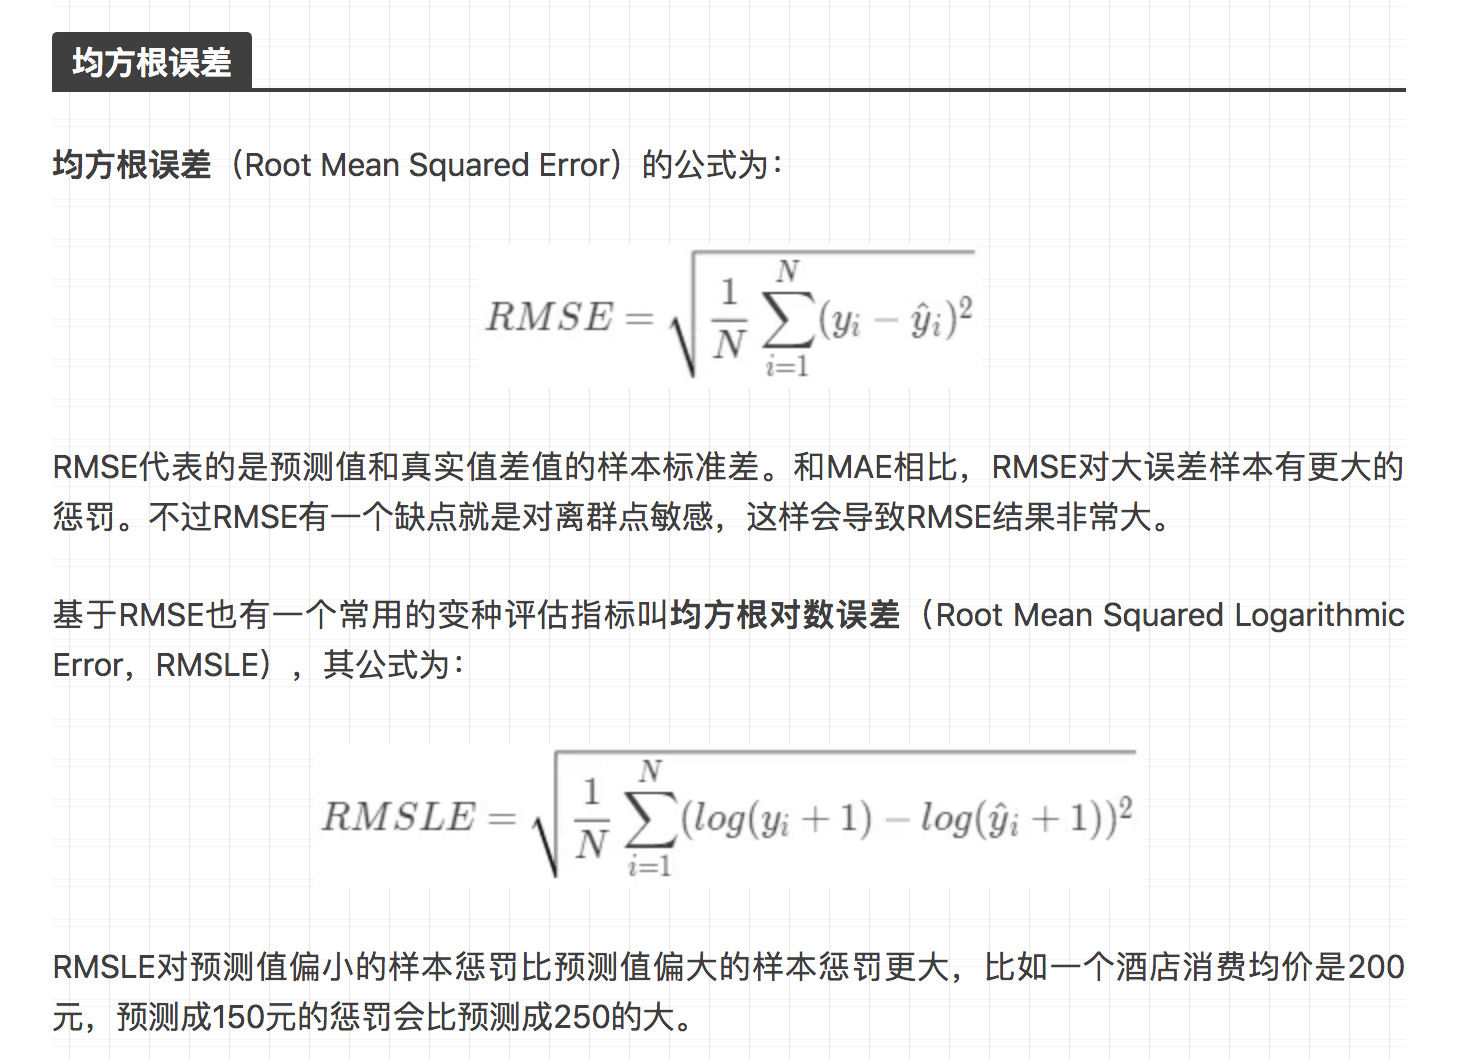 均方根误差
均方根误差（Root Mean Squared Error）的公式为：
RMSE = \sqrt{\frac{1}{N}\sum_{i=1}^{N}(y_i - \hat{y}_i)^2}
RMSE代表的是预测值和真实值差值的样本标准差。和MAE相比，RMSE对大误差样本有更大的
惩罚。不过RMSE有一个缺点就是对离群点敏感，这样会导致RMSE结果非常大。
基于RMSE也有一个常用的变种评估指标叫均方根对数误差（Root Mean Squared Logarithmic
Error，RMSLE），其公式为：
RMSLE = \sqrt{\frac{1}{N}\sum_{i=1}^{N}(log(y_i + 1) - log(\hat{y}_i + 1))^2}
RMSLE对预测值偏小的样本惩罚比预测值偏大的样本惩罚更大，比如一个酒店消费均价是200
元，预测成150元的惩罚会比预测成250的大。